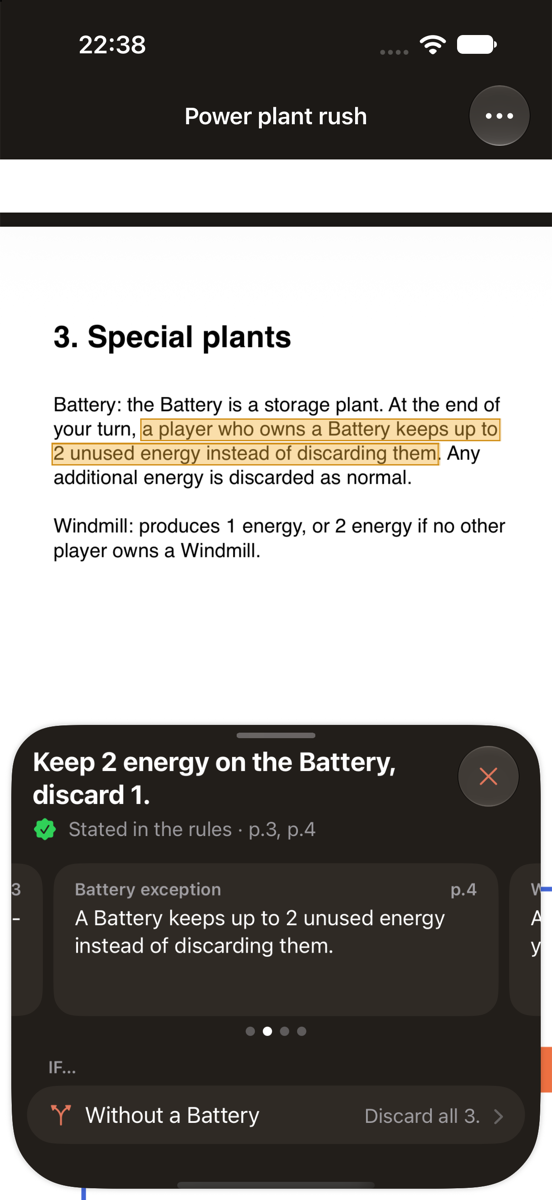 22:38
Power plant rush
3. Special plants
Battery: the Battery is a storage plant. At the end of
your turn, a player who owns a Battery keeps up to
2 unused energy instead of discarding them. Any
additional energy is discarded as normal.
Windmill: produces 1 energy, or 2 energy if no other
player owns a Windmill.
Keep 2 energy on the Battery,
discard 1.
Stated in the rules · p.3, p.4
3
Battery exception
p.4
A Battery keeps up to 2 unused energy
instead of discarding them.
IF...
Without a Battery
Discard all 3.